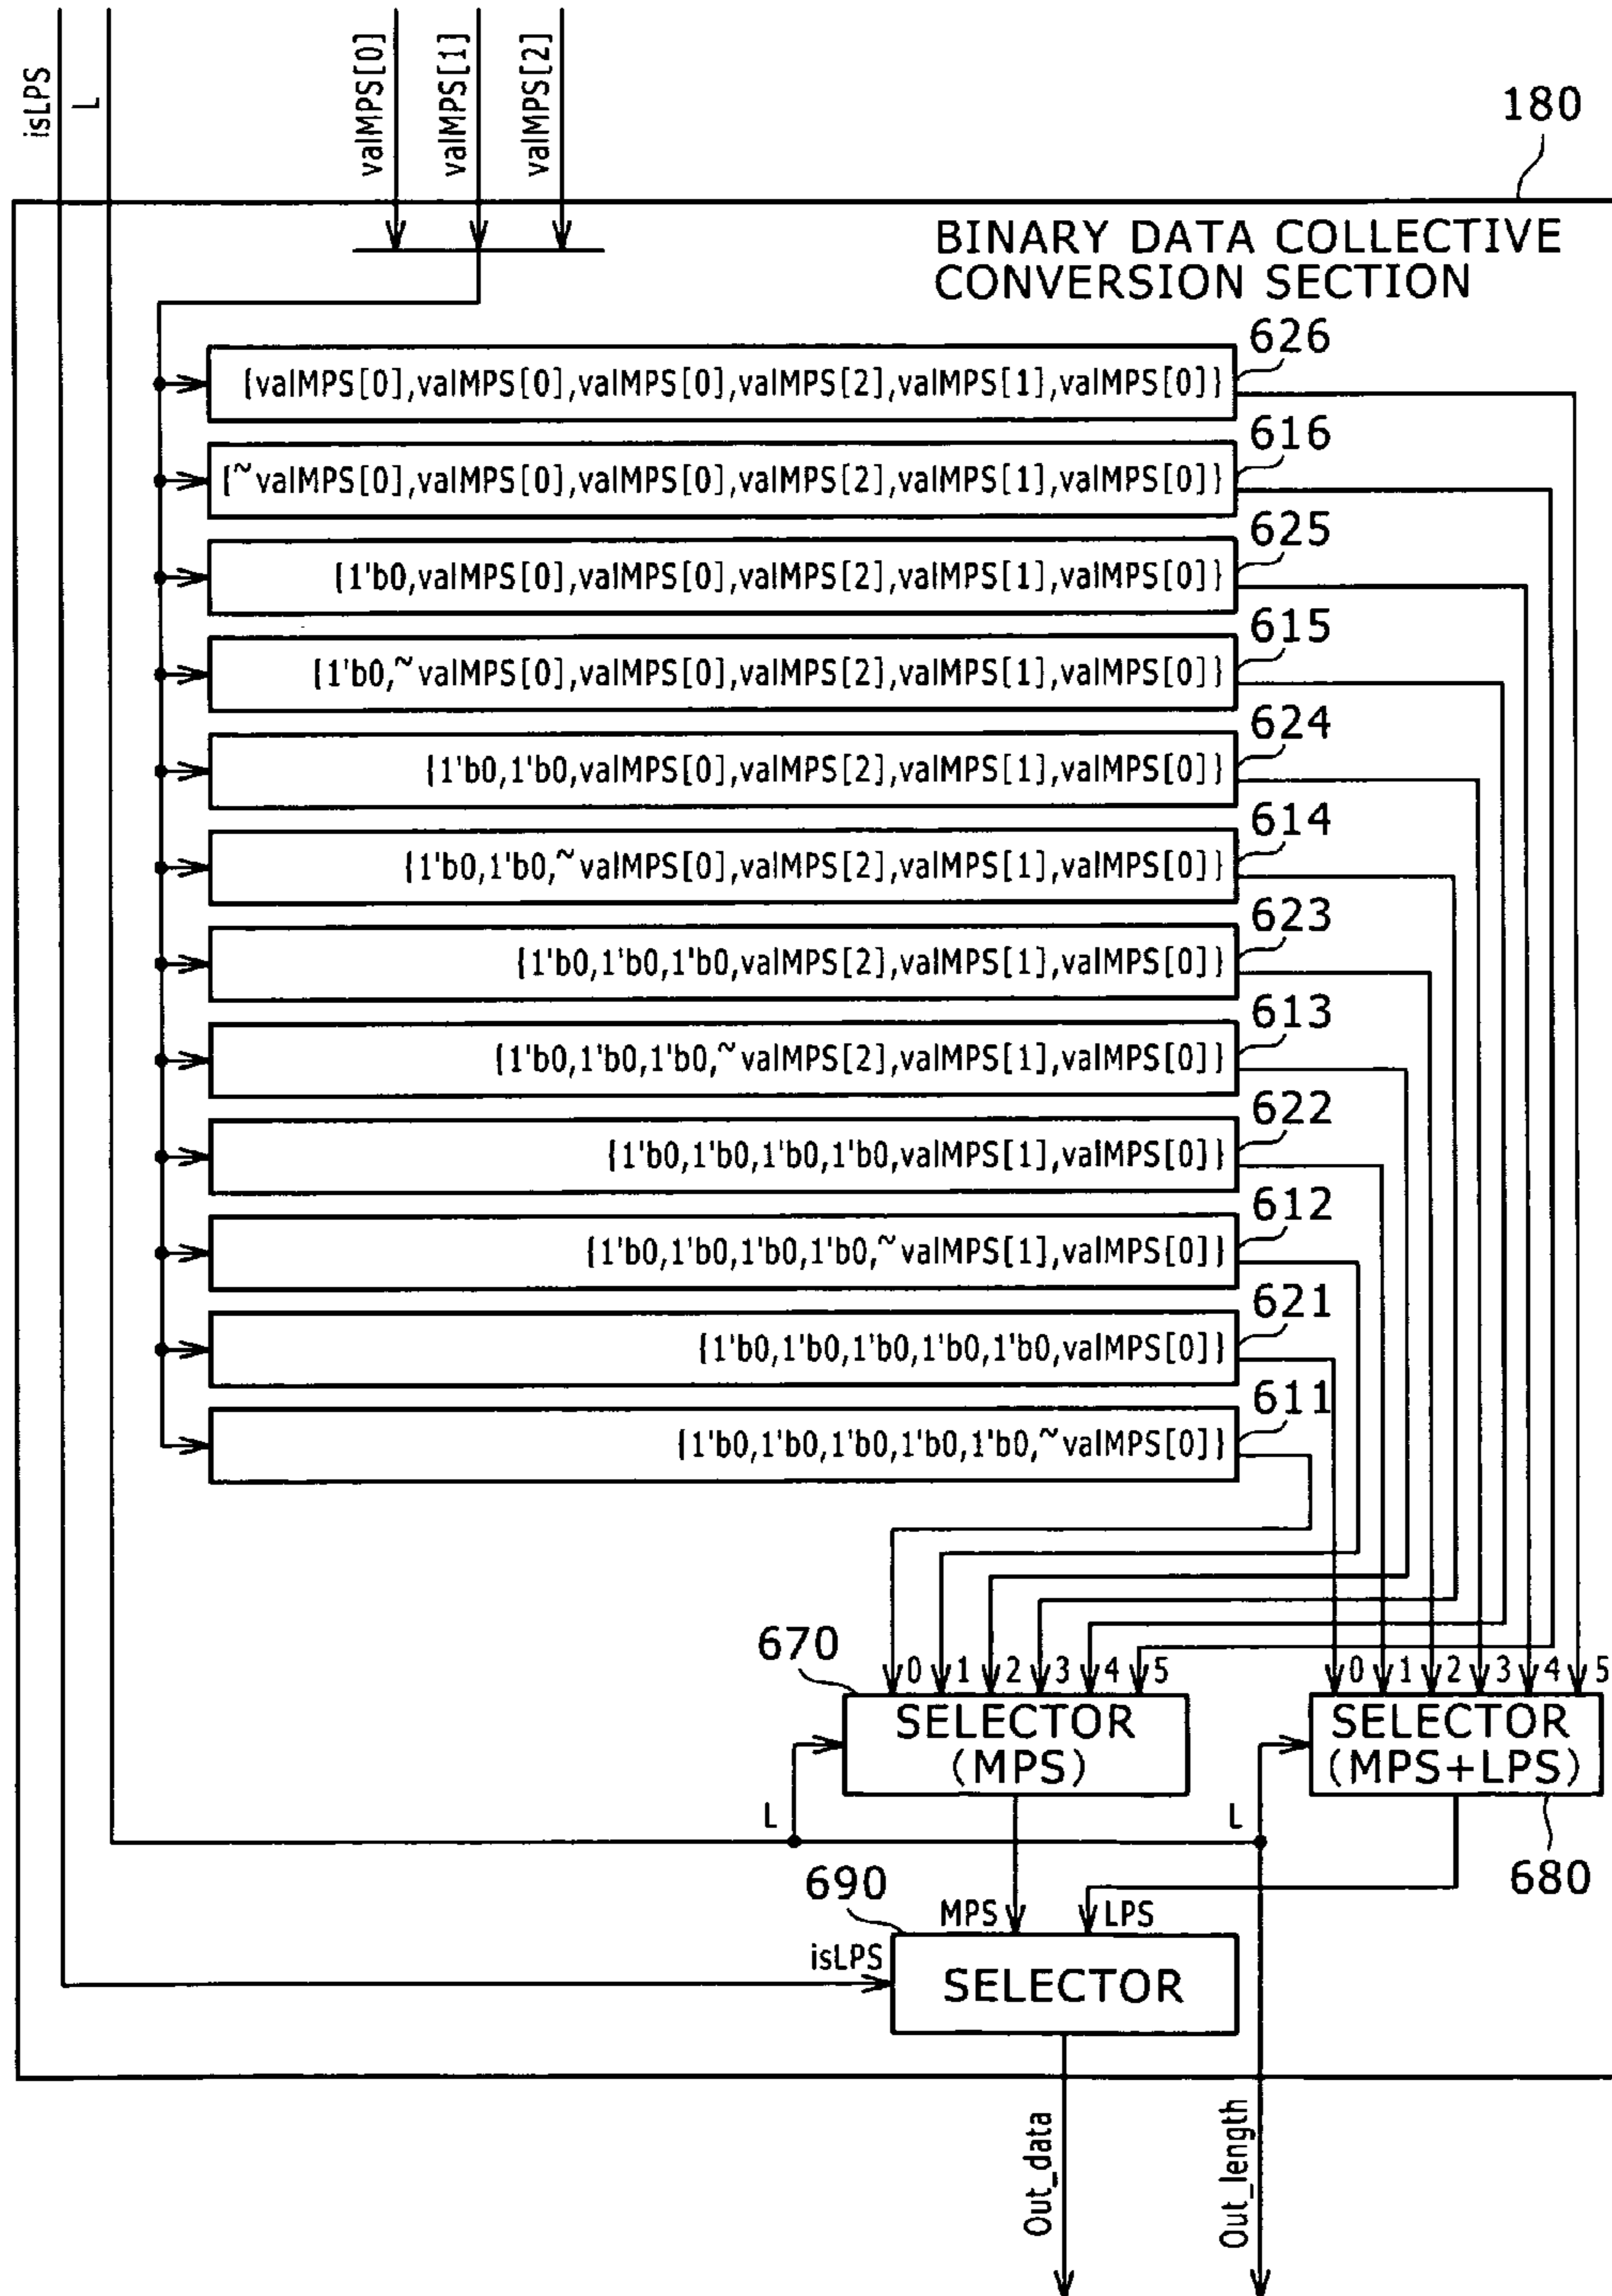 isLPS
L
valMPS[0]
valMPS[1]
valMPS[2]
180
BINARY DATA COLLECTIVE
CONVERSION SECTION
626
{valMPS[0],valMPS[0],valMPS[0],valMPS[2],valMPS[1],valMPS[0]}
616
{~valMPS[0],valMPS[0],valMPS[0],valMPS[2],valMPS[1],valMPS[0]}
625
{1'b0,valMPS[0],valMPS[0],valMPS[2],valMPS[1],valMPS[0]}
615
{1'b0,~valMPS[0],valMPS[0],valMPS[2],valMPS[1],valMPS[0]}
624
{1'b0,1'b0,valMPS[0],valMPS[2],valMPS[1],valMPS[0]}
614
{1'b0,1'b0,~valMPS[0],valMPS[2],valMPS[1],valMPS[0]}
623
{1'b0,1'b0,1'b0,valMPS[2],valMPS[1],valMPS[0]}
613
{1'b0,1'b0,1'b0,~valMPS[2],valMPS[1],valMPS[0]}
622
{1'b0,1'b0,1'b0,1'b0,valMPS[1],valMPS[0]}
612
{1'b0,1'b0,1'b0,1'b0,~valMPS[1],valMPS[0]}
621
{1'b0,1'b0,1'b0,1'b0,1'b0,valMPS[0]}
611
{1'b0,1'b0,1'b0,1'b0,1'b0,~valMPS[0]}
670
0 1 2 3 4 5
0 1 2 3 4 5
SELECTOR
(MPS)
SELECTOR
(MPS+LPS)
L
L
680
690
MPS
LPS
isLPS
SELECTOR
Out_data
Out_length